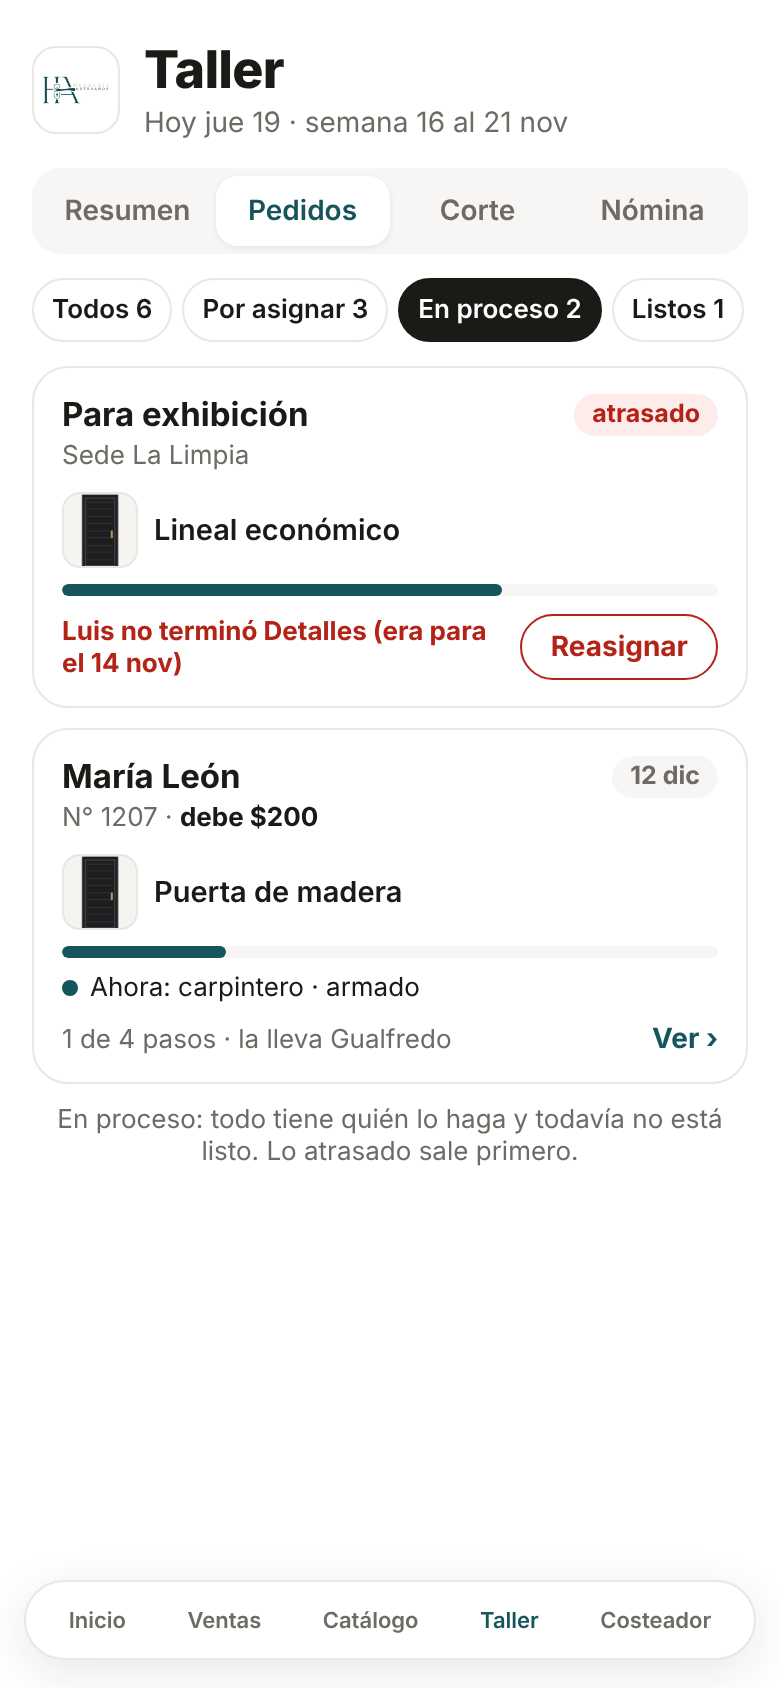 HA
Taller
Hoy jue 19 · semana 16 al 21 nov
Resumen Pedidos Corte Nómina
Todos 6 Por asignar 3 En proceso 2 Listos 1
Para exhibición atrasado
Sede La Limpia
Lineal económico
Luis no terminó Detalles (era para
el 14 nov)
Reasignar
María León 12 dic
N° 1207 · debe $200
Puerta de madera
Ahora: carpintero · armado
1 de 4 pasos · la lleva Gualfredo Ver ›
En proceso: todo tiene quién lo haga y todavía no está
listo. Lo atrasado sale primero.
Inicio Ventas Catálogo Taller Costeador